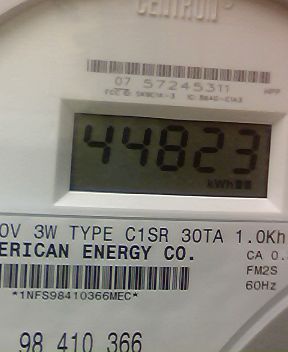 CENTRON®
07 57245311
HPP
44823
kWh
0V 3W TYPE C1SR 30TA 1.0Kh
ERICAN ENERGY CO.
CA 0.
FM2S
60Hz
*1NFS98410366MEC*
98 410 366